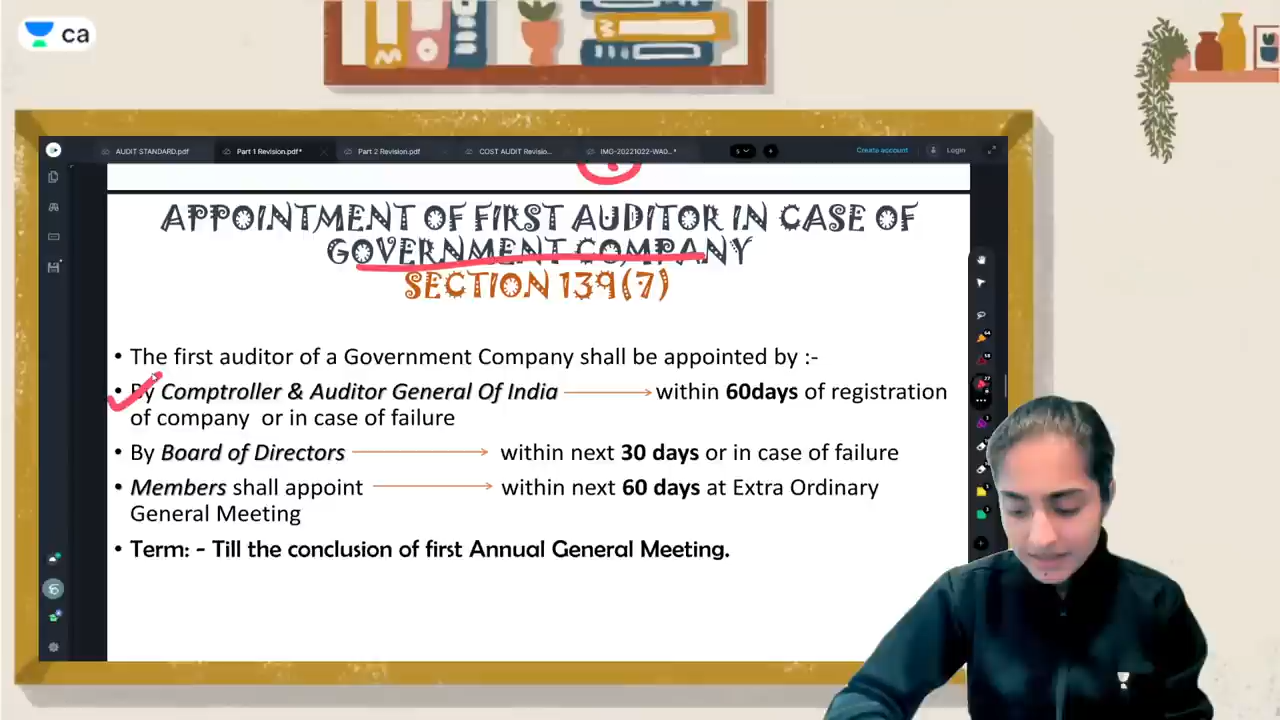 ca
AUDIT STANDARD.pdf
Part 1 Revision.pdf*
Part 2 Revision.pdf
COST AUDIT Revisio...
IMG-20221022-WA0...*
Create account
Login
APPOINTMENT OF FIRST AUDITOR IN CASE OF
GOVERNMENT COMPANY
SECTION 139(7)
• The first auditor of a Government Company shall be appointed by :-
• By Comptroller & Auditor General Of India within 60days of registration
of company or in case of failure
• By Board of Directors within next 30 days or in case of failure
• Members shall appoint within next 60 days at Extra Ordinary
General Meeting
• Term: - Till the conclusion of first Annual General Meeting.